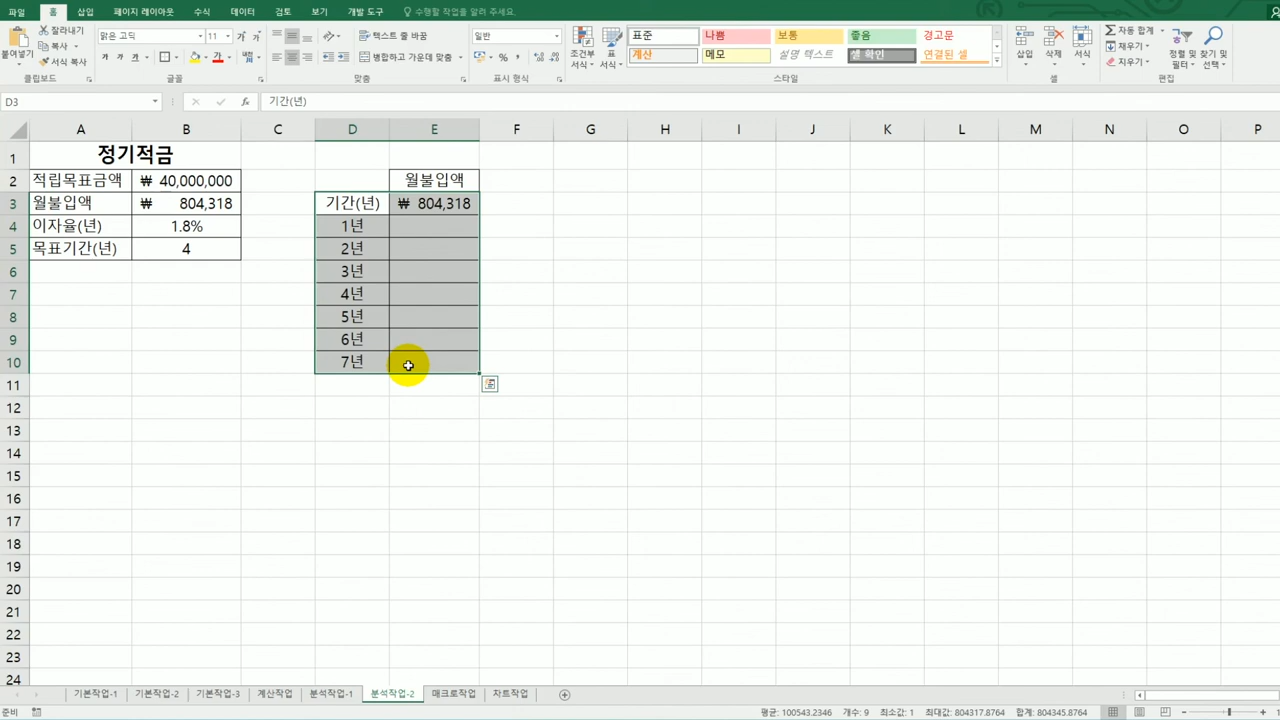 파일 홈 삽입 페이지 레이아웃 수식 데이터 검토 보기 개발 도구 수행할 작업을 알려 주세요.
붙여넣기 잘라내기 복사 서식 복사 클립보드
맑은 고딕 11 가 가 가 가 가 가 글꼴
텍스트 줄 바꿈 병합하고 가운데 맞춤 맞춤
일반 % 표시 형식
조건부 서식 표 서식
표준 나쁨 보통 좋음 경고문
계산 메모 설명 텍스트 셀 확인 연결된 셀
스타일
삽입 삭제 서식 셀
자동 합계 채우기 지우기 정렬 및 필터 찾기 및 선택 편집
D3 fx 기간(년)
A B C D E F G H I J K L M N O P
1 정기적금
2 적립목표금액 ₩ 40,000,000 월불입액
3 월불입액 ₩ 804,318 기간(년) ₩ 804,318
4 이자율(년) 1.8% 1년
5 목표기간(년) 4 2년
6 3년
7 4년
8 5년
9 6년
10 7년
11
12
13
14
15
16
17
18
19
20
21
22
23
24
기본작업-1 기본작업-2 기본작업-3 계산작업 분석작업-1 분석작업-2 매크로작업 차트작업
준비 평균: 100543.2346 개수: 9 최소값: 1 최대값: 804317.8764 합계: 804345.8764